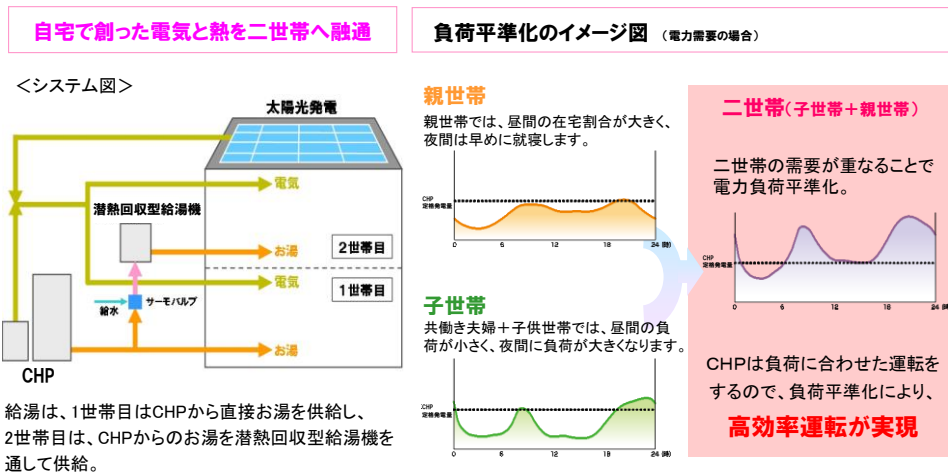 自宅で創った電気と熱を二世帯へ融通
＜システム図＞
太陽光発電
電気
潜熱回収型給湯機
お湯
2世帯目
電気
1世帯目
給水
サーモバルブ
お湯
CHP
給湯は、1世帯目はCHPから直接お湯を供給し、
2世帯目は、CHPからのお湯を潜熱回収型給湯機を
通して供給。
負荷平準化のイメージ図 （電力需要の場合）
親世帯
親世帯では、昼間の在宅割合が大きく、
夜間は早めに就寝します。
CHP
定格発電量
0 6 12 18 24 (時)
子世帯
共働き夫婦＋子供世帯では、昼間の負
荷が小さく、夜間に負荷が大きくなります。
CHP
定格発電量
0 6 12 18 24 (時)
二世帯(子世帯＋親世帯)
二世帯の需要が重なることで
電力負荷平準化。
CHP
定格発電量
0 6 12 18 24 (時)
CHPは負荷に合わせた運転を
するので、負荷平準化により、
高効率運転が実現